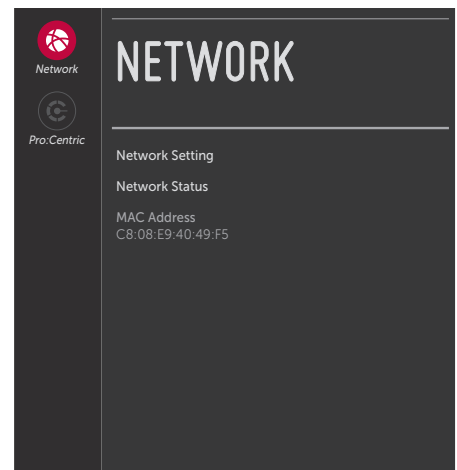 Network
Pro:Centric
NETWORK
Network Setting
Network Status
MAC Address
C8:08:E9:40:49:F5